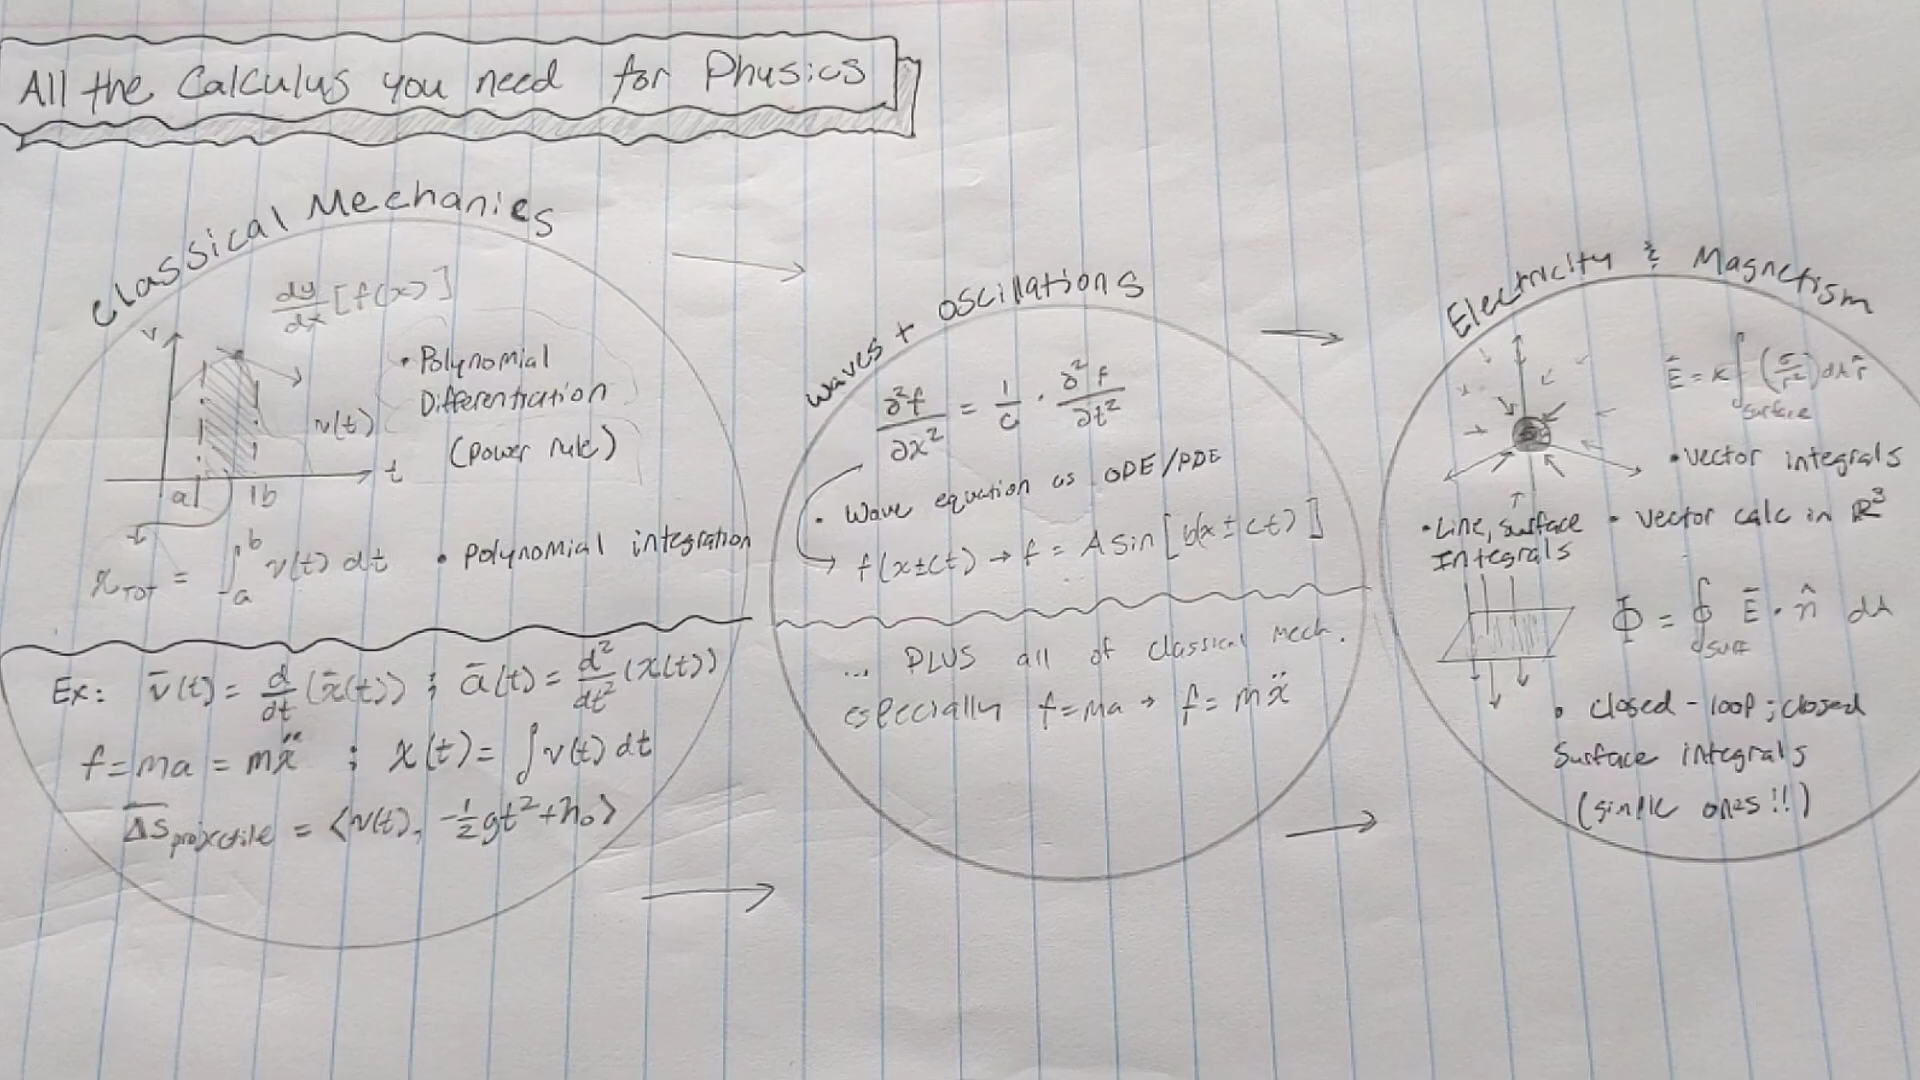 All the Calculus you need for Physics
Classical Mechanics
dy/dx [f(x)]
v
• Polynomial
Differentiation
(power rule)
v(t)
t
a
b
x_TOT = ∫_a^b v(t) dt
• Polynomial integration
Ex: v̄(t) = d/dt (x̄(t)) ; ā(t) = d²/dt² (x(t))
f = ma = mẍ ; x(t) = ∫ v(t) dt
Δs_projectile = ⟨v(t), -½gt² + h₀⟩
Waves + Oscillations
∂²f/∂x² = 1/c · ∂²f/∂t²
• Wave equation as ODE/PDE
f(x±ct) → f = A sin[b(x ± ct)]
... PLUS all of classical mech.
especially f=ma → f = mẍ
Electricity & Magnetism
Ē = K ∫_surface (σ/r²) dA r̂
• vector integrals
• Line, surface
Integrals
• vector calc in ℝ³
Φ = ∮_surf Ē · n̂ dA
• closed-loop ; closed
Surface integrals
(simple ones!!)